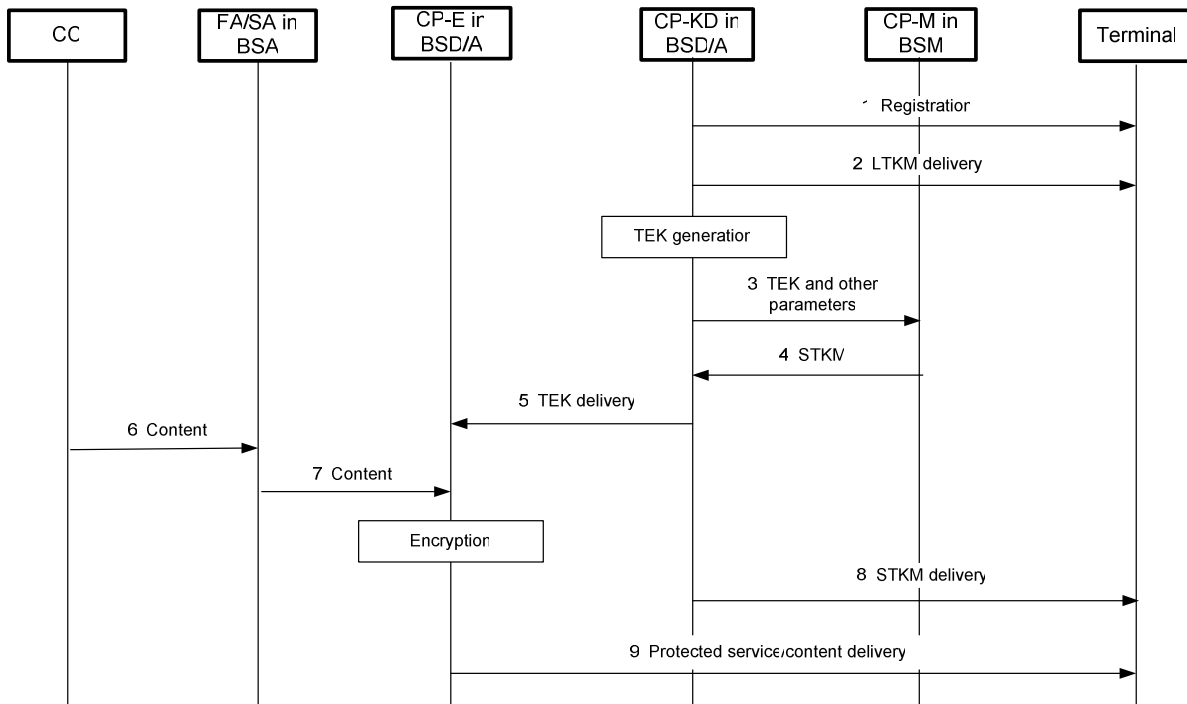 CC
FA/SA in
BSA
CP-E in
BSD/A
CP-KD in
BSD/A
CP-M in
BSM
Terminal
Registration
2 LTKM delivery
TEK generation
3 TEK and other
parameters
4 STKM
5 TEK delivery
6 Content
7 Content
Encryption
8 STKM delivery
9 Protected service/content delivery